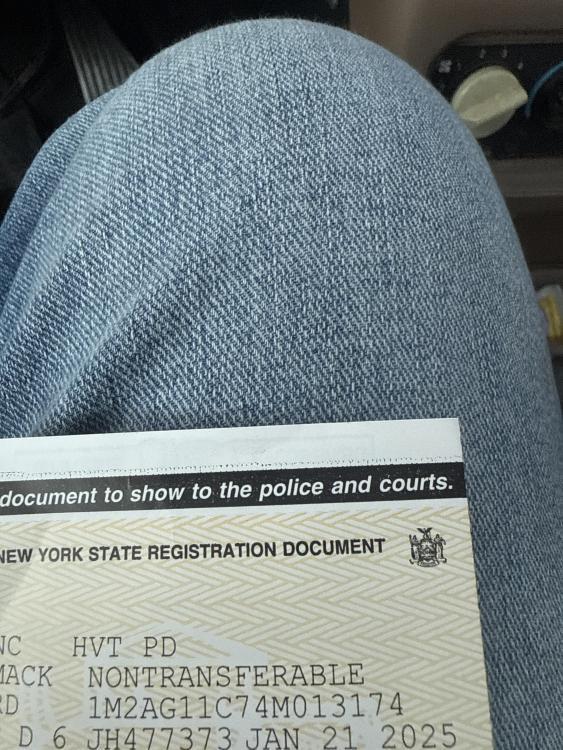 document to show to the police and courts.
NEW YORK STATE REGISTRATION DOCUMENT
NC HVT PD
MACK NONTRANSFERABLE
RD 1M2AG11C74M013174
D 6 JH477373 JAN 21 2025